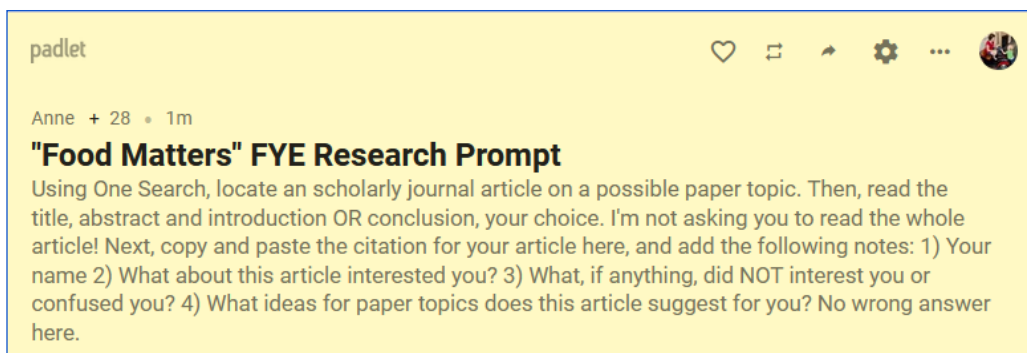 padlet
Anne + 28 • 1m
"Food Matters" FYE Research Prompt
Using One Search, locate an scholarly journal article on a possible paper topic. Then, read the
title, abstract and introduction OR conclusion, your choice. I'm not asking you to read the whole
article! Next, copy and paste the citation for your article here, and add the following notes: 1) Your
name 2) What about this article interested you? 3) What, if anything, did NOT interest you or
confused you? 4) What ideas for paper topics does this article suggest for you? No wrong answer
here.